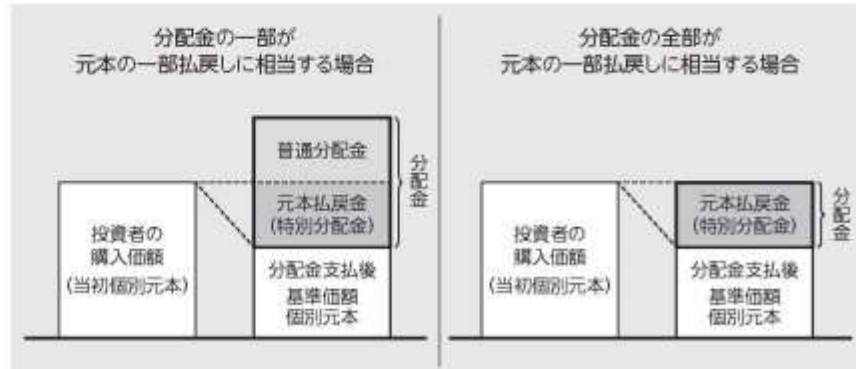 分配金の一部が
元本の一部払戻しに相当する場合
普通分配金
元本払戻金
(特別分配金)
分配金
投資者の
購入価額
(当初個別元本)
分配金支払後
基準価額
個別元本
分配金の全部が
元本の一部払戻しに相当する場合
元本払戻金
(特別分配金)
分配金
投資者の
購入価額
(当初個別元本)
分配金支払後
基準価額
個別元本